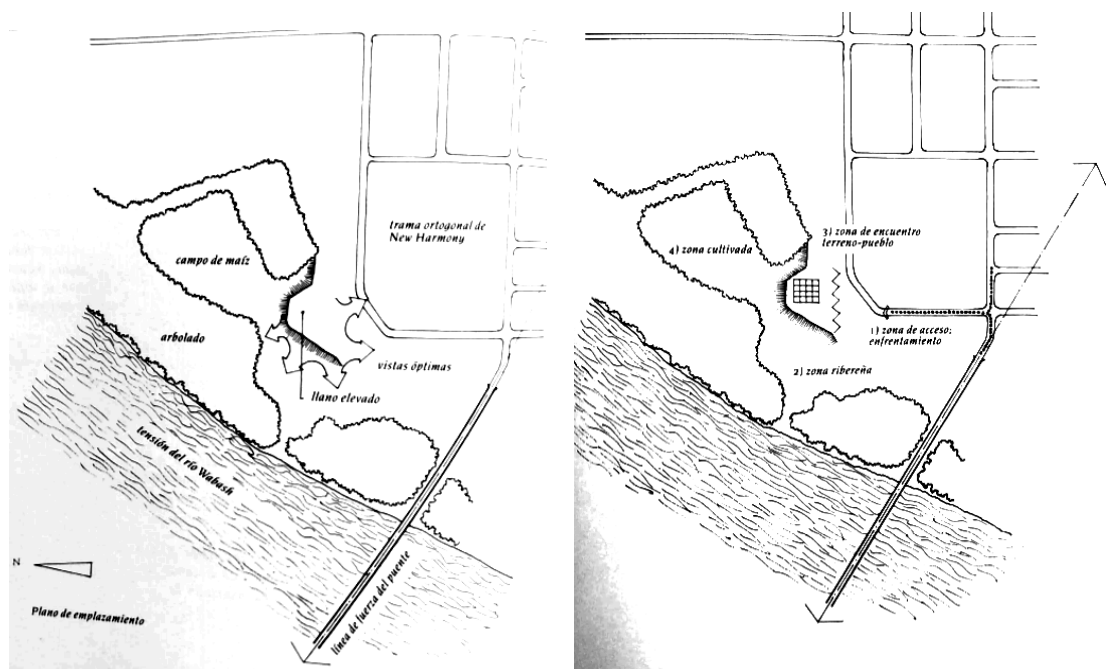 trama ortogonal de
New Harmony
campo de maíz
arbolado
vistas óptimas
llano elevado
tensión del río Wabash
línea de fuerza del puente
N
Plano de emplazamiento
3) zona de encuentro
terreno-pueblo
4) zona cultivada
1) zona de acceso;
enfrentamiento
2) zona ribereña